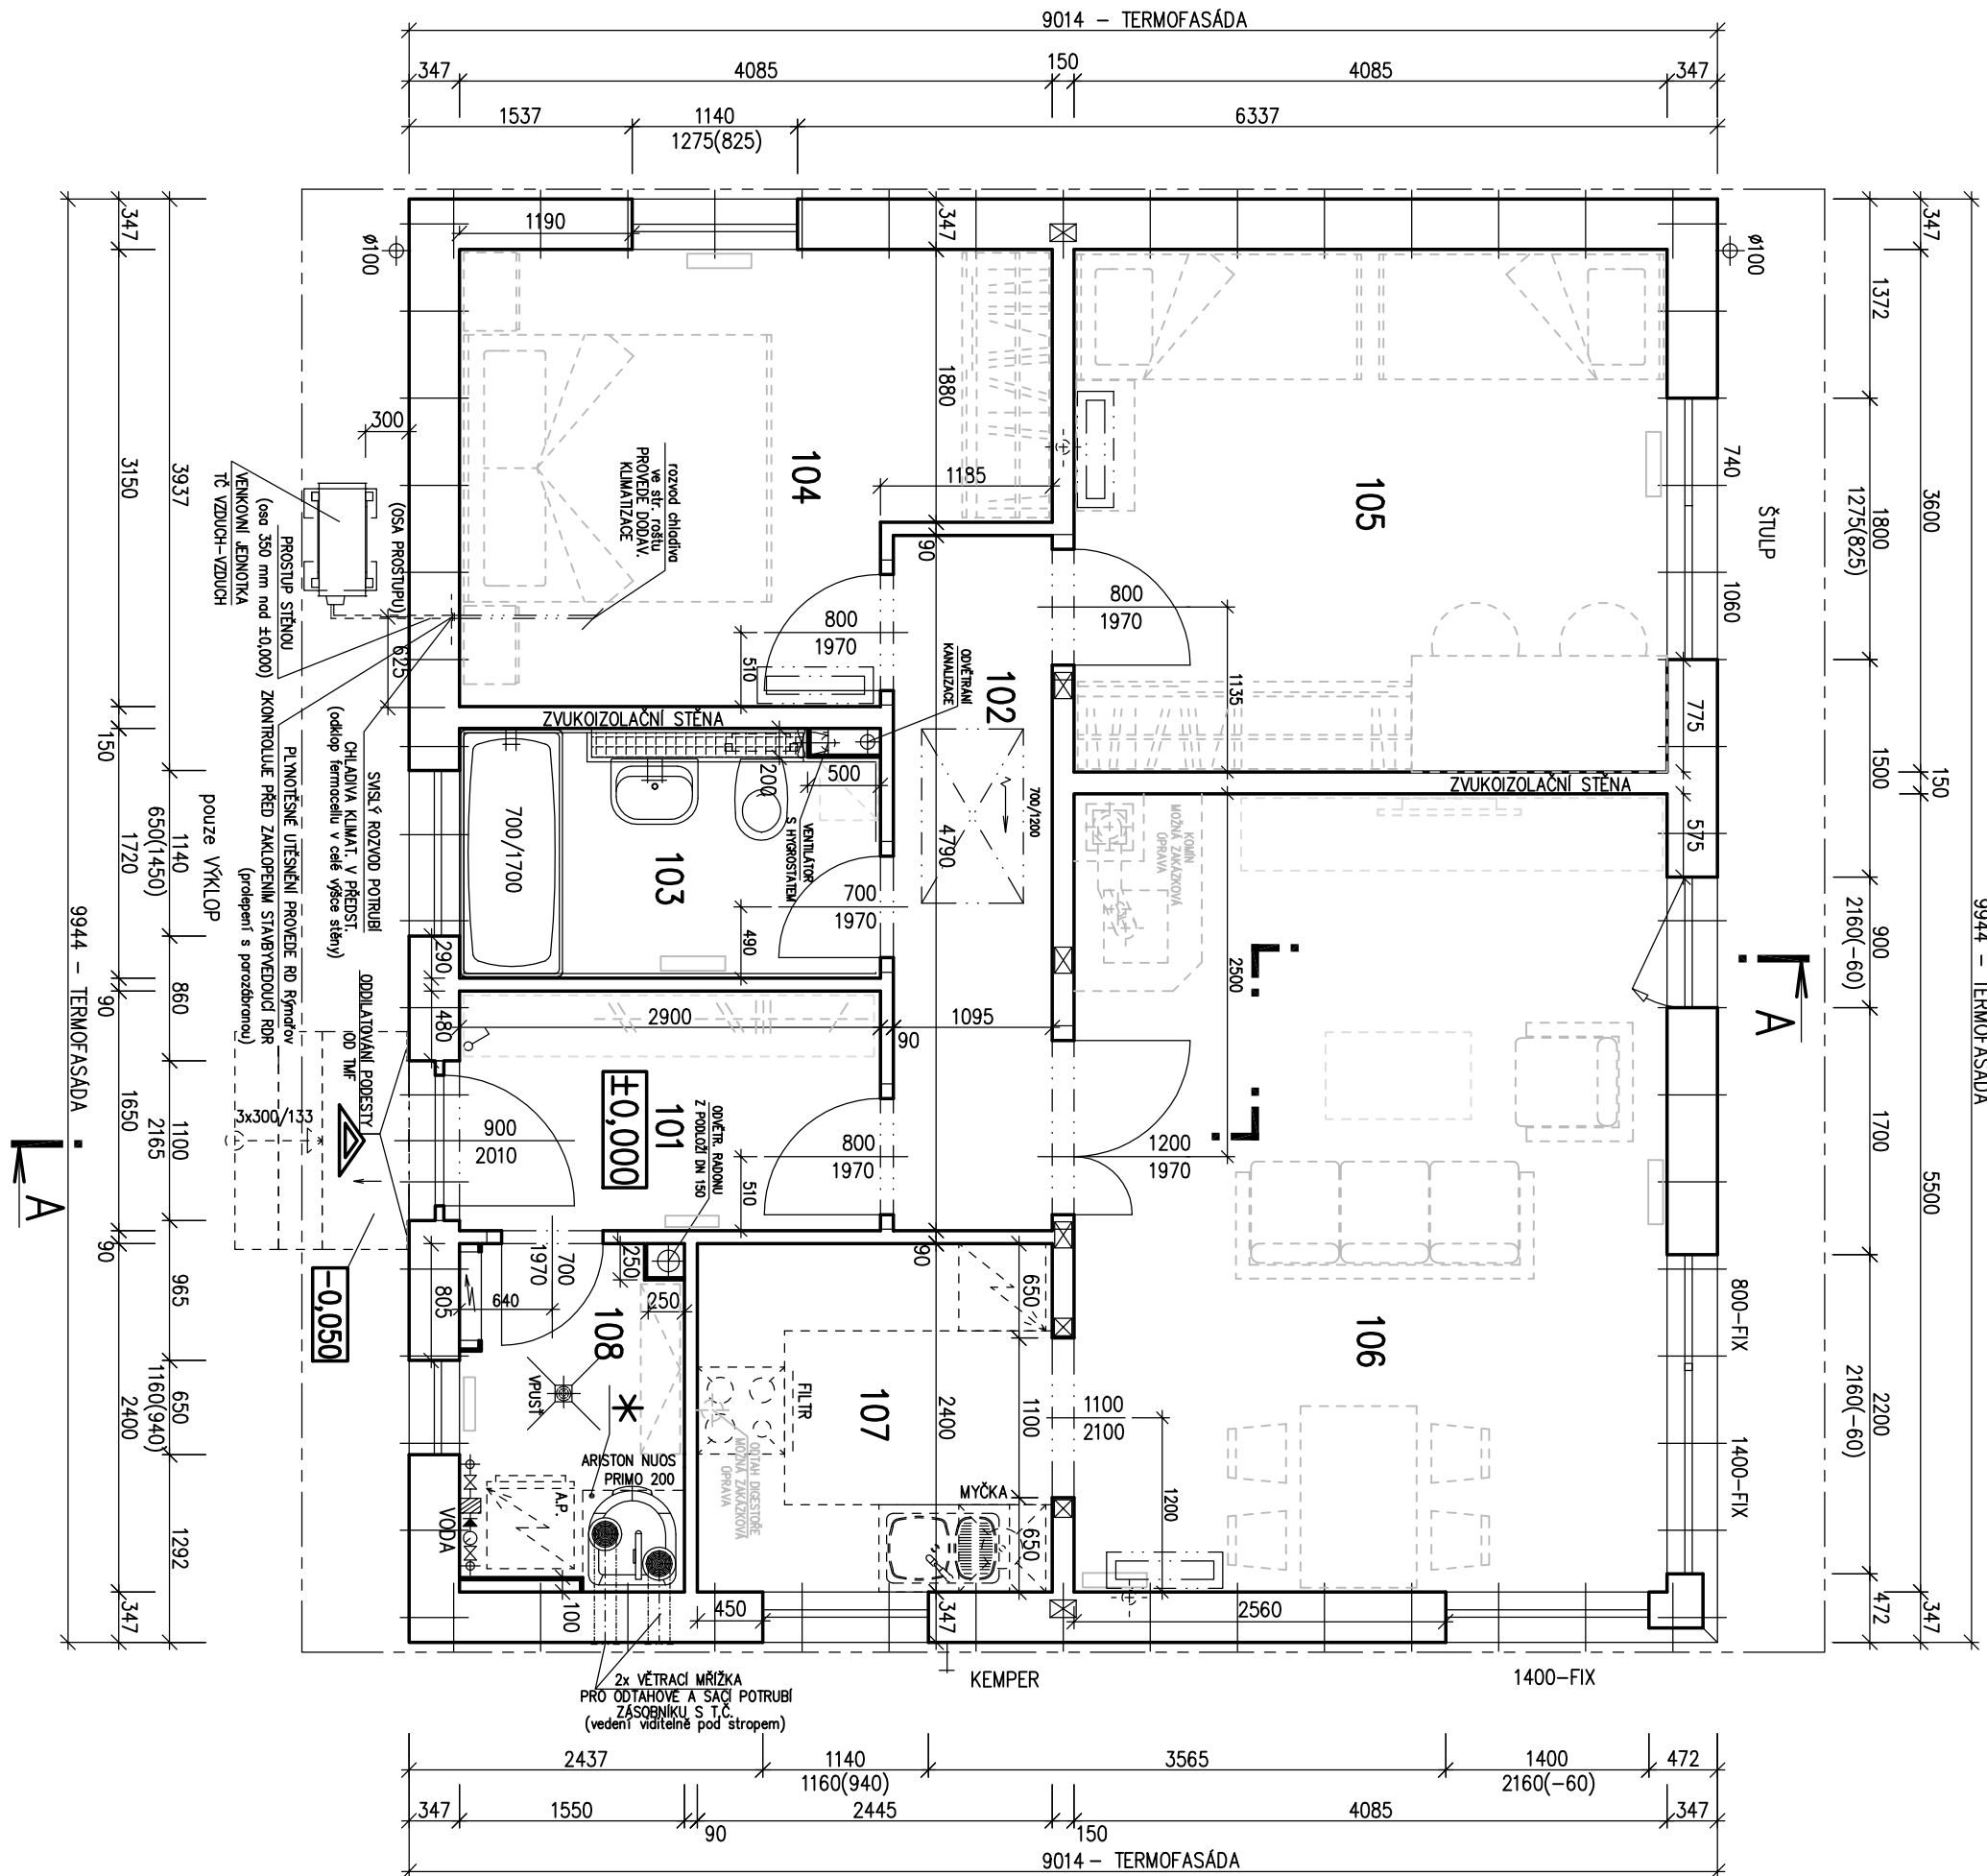 9014 – TERMOFASÁDA
347
4085
150
4085
347
1537
1140
1275(825)
6337
9944 – TERMOFASÁDA
347
3150
150
1720
90
1650
90
2400
347
3937
1140
650(1450)
860
1100
2165
965
650
1160(940)
1292
pouze VÝKLOP
ø100
ø100
1190
347
1880
104
1185
90
300
(OSA PROSTUPU)
625
VENKOVNÍ JEDNOTKA
TČ VZDUCH–VZDUCH
PROSTUP STĚNOU
(osa 350 mm nad ±0,000)
rozvod chladiva
ve str. roštu
PROVEDE DODAV.
KLIMATIZACE
800
1970
510
105
800
1970
1135
ZVUKOIZOLAČNÍ STĚNA
ZVUKOIZOLAČNÍ STĚNA
102
ODVĚTRÁNÍ
KANALIZACE
700/1200
4790
200
500
VENTILÁTOR
S HYGROSTATEM
700/1700
103
700
1970
490
SVISLÝ ROZVOD POTRUBÍ
CHLADIVA KLIMAT. V PŘEDST.
(odklop fermacellu v celé výšce stěny)
PLYNOTĚSNÉ UTĚSNĚNÍ PROVEDE RD Rýmařov
ZKONTROLUJE PŘED ZAKLOPENÍM STAVBYVEDOUCÍ RDR
(prolepení s parozábranou)
ODDILATOVÁNÍ PODESTY
OD TMF
3x300/133
290
480
2900
90
1095
101
±0,000
ODVĚTR. RADONU
Z PODLOŽÍ DN 150
900
2010
800
1970
510
1200
1970
2500
KOMÍN
MOŽNÁ ZAKÁZKOVÁ
ÚPRAVA
A
A
–0,050
805
640
700
1970
250
250
108
*
VPUSŤ
ARISTON NUOS
PRIMO 200
A.P.
VODA
100
90
650
2400
1100
650
107
FILTR
ODTAH DIGESTOŘE
MOŽNÁ ZAKÁZKOVÁ
ÚPRAVA
MYČKA
450
347
1100
2100
1200
106
2560
2x VĚTRACÍ MŘÍŽKA
PRO ODTAHOVÉ A SACÍ POTRUBÍ
ZÁSOBNÍKU S T.Č.
(vedení viditelně pod stropem)
KEMPER
1400–FIX
ŠTULP
740
1060
775
575
800–FIX
1400–FIX
1372
1800
1275(825)
1500
900
2160(–60)
1700
2200
2160(–60)
472
347
3600
150
5500
347
9944 – TERMOFASÁDA
2437
1140
1160(940)
3565
1400
2160(–60)
472
347
1550
90
2445
150
4085
347
9014 – TERMOFASÁDA